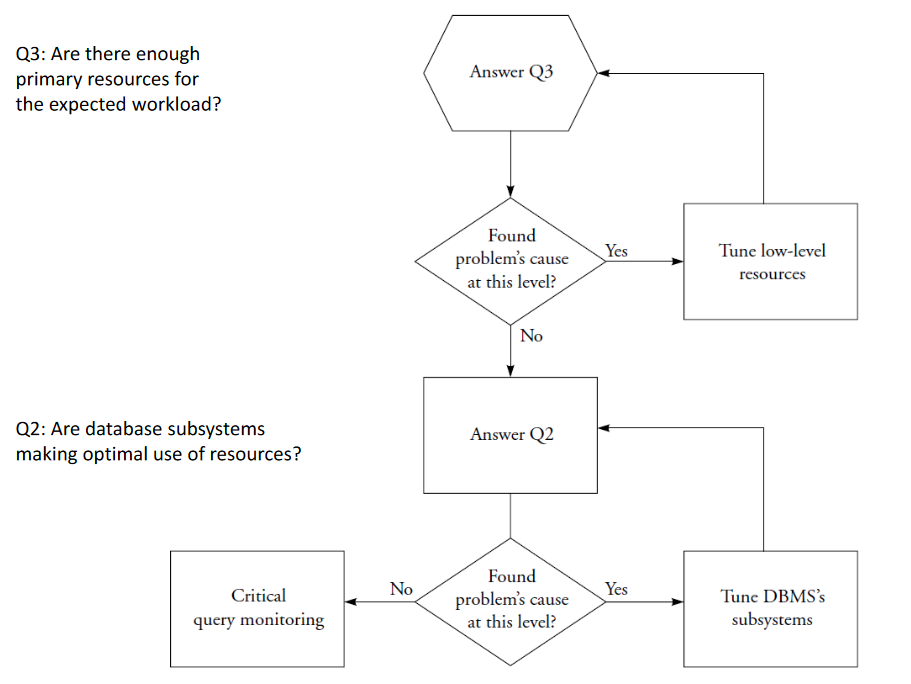 Q3: Are there enough
primary resources for
the expected workload?
Answer Q3
Found
problem's cause
at this level?
Yes
Tune low-level
resources
No
Q2: Are database subsystems
making optimal use of resources?
Answer Q2
Critical
query monitoring
No
Found
problem's cause
at this level?
Yes
Tune DBMS's
subsystems